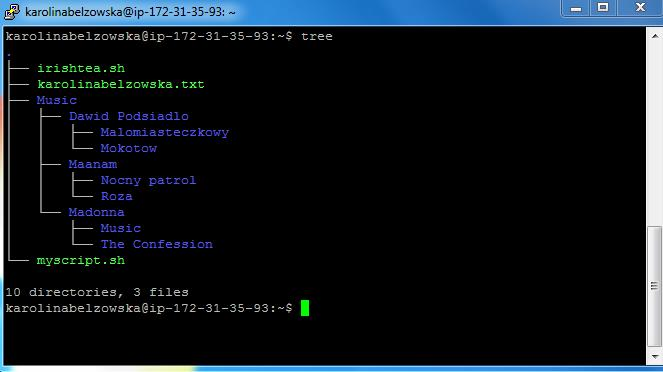 karolinabelzowska@ip-172-31-35-93: ~
karolinabelzowska@ip-172-31-35-93:~$ tree
.
├── irishtea.sh
├── karolinabelzowska.txt
├── Music
│   ├── Dawid Podsiadlo
│   │   ├── Malomiasteczkowy
│   │   └── Mokotow
│   ├── Maanam
│   │   ├── Nocny patrol
│   │   └── Roza
│   └── Madonna
│       ├── Music
│       └── The Confession
└── myscript.sh

10 directories, 3 files
karolinabelzowska@ip-172-31-35-93:~$